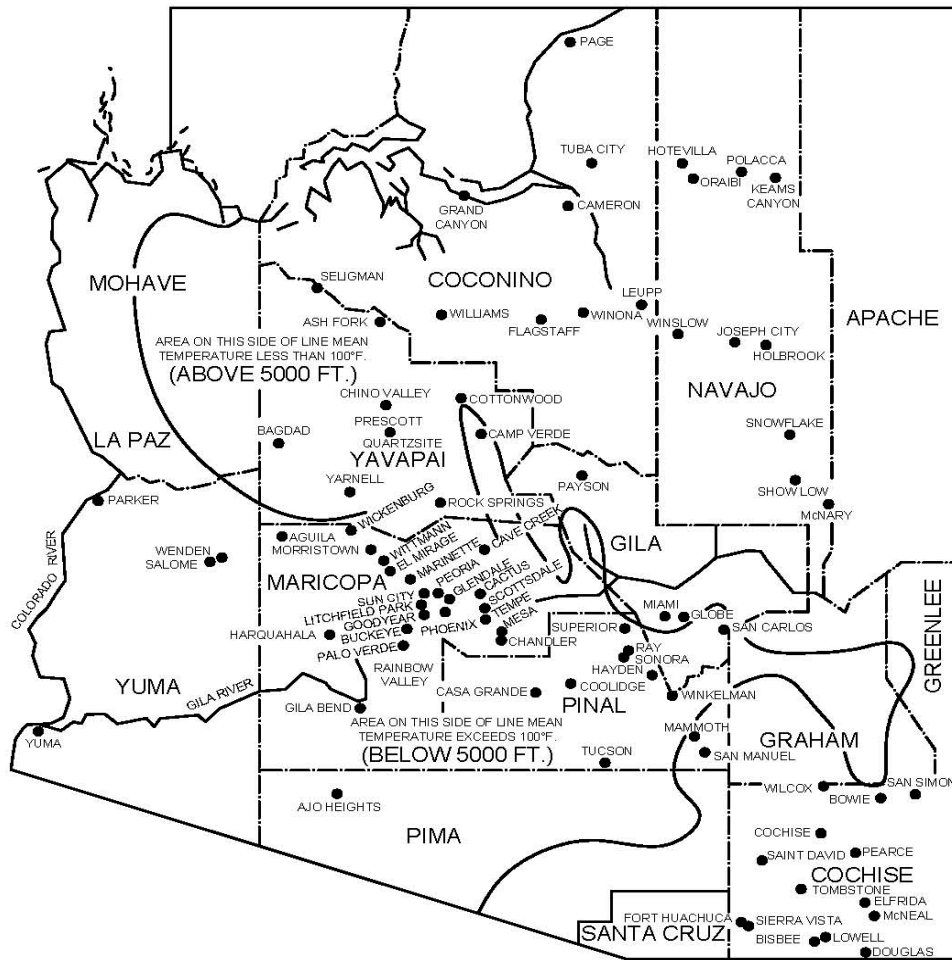 PAGE
TUBA CITY
HOTEVILLA
POLACCA
ORAIBI
KEAMS
CANYON
GRAND
CANYON
CAMERON
MOHAVE
SELIGMAN
COCONINO
LEUPP
APACHE
ASH FORK
WILLIAMS
FLAGSTAFF
WINONA
WINSLOW
JOSEPH CITY
HOLBROOK
AREA ON THIS SIDE OF LINE MEAN
TEMPERATURE LESS THAN 100°F.
(ABOVE 5000 FT.)
NAVAJO
CHINO VALLEY
COTTONWOOD
PRESCOTT
QUARTZSITE
CAMP VERDE
SNOWFLAKE
LA PAZ
BAGDAD
YAVAPAI
PAYSON
SHOW LOW
McNARY
PARKER
YARNELL
WICKENBURG
ROCK SPRINGS
COLORADO RIVER
WENDEN
SALOME
AGUILA
MORRISTOWN
WITTMANN
EL MIRAGE
MARINETTE
CAVE CREEK
GILA
MARICOPA
PEORIA
GLENDALE
CACTUS
SCOTTSDALE
SUN CITY
LITCHFIELD PARK
GOODYEAR
BUCKEYE
PHOENIX
TEMPE
MESA
CHANDLER
MIAMI
GLOBE
SUPERIOR
SAN CARLOS
GREENLEE
HARQUAHALA
PALO VERDE
RAINBOW
VALLEY
RAY
SONORA
HAYDEN
YUMA
GILA RIVER
GILA BEND
CASA GRANDE
COOLIDGE
PINAL
WINKELMAN
YUMA
AREA ON THIS SIDE OF LINE MEAN
TEMPERATURE EXCEEDS 100°F.
(BELOW 5000 FT.)
MAMMOTH
GRAHAM
TUCSON
SAN MANUEL
AJO HEIGHTS
WILCOX
BOWIE
SAN SIMON
PIMA
COCHISE
SAINT DAVID
PEARCE
COCHISE
TOMBSTONE
ELFRIDA
McNEAL
FORT HUACHUCA
SIERRA VISTA
SANTA CRUZ
BISBEE
LOWELL
DOUGLAS